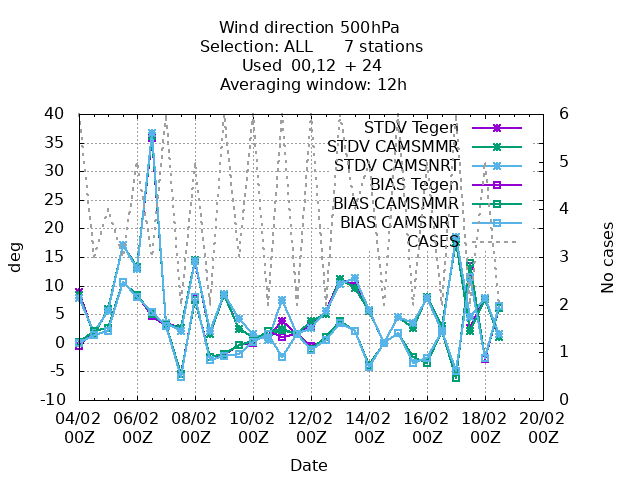 Wind direction 500hPa
Selection: ALL 7 stations
Used 00,12 + 24
Averaging window: 12h
40
35
30
25
20
15
10
5
0
-5
-10
deg
STDV Tegen
STDV CAMSMMR
STDV CAMSNRT
BIAS Tegen
BIAS CAMSMMR
BIAS CAMSNRT
CASES
6
5
4
3
2
1
0
No cases
04/02 06/02 08/02 10/02 12/02 14/02 16/02 18/02 20/02
00Z 00Z 00Z 00Z 00Z 00Z 00Z 00Z 00Z
Date